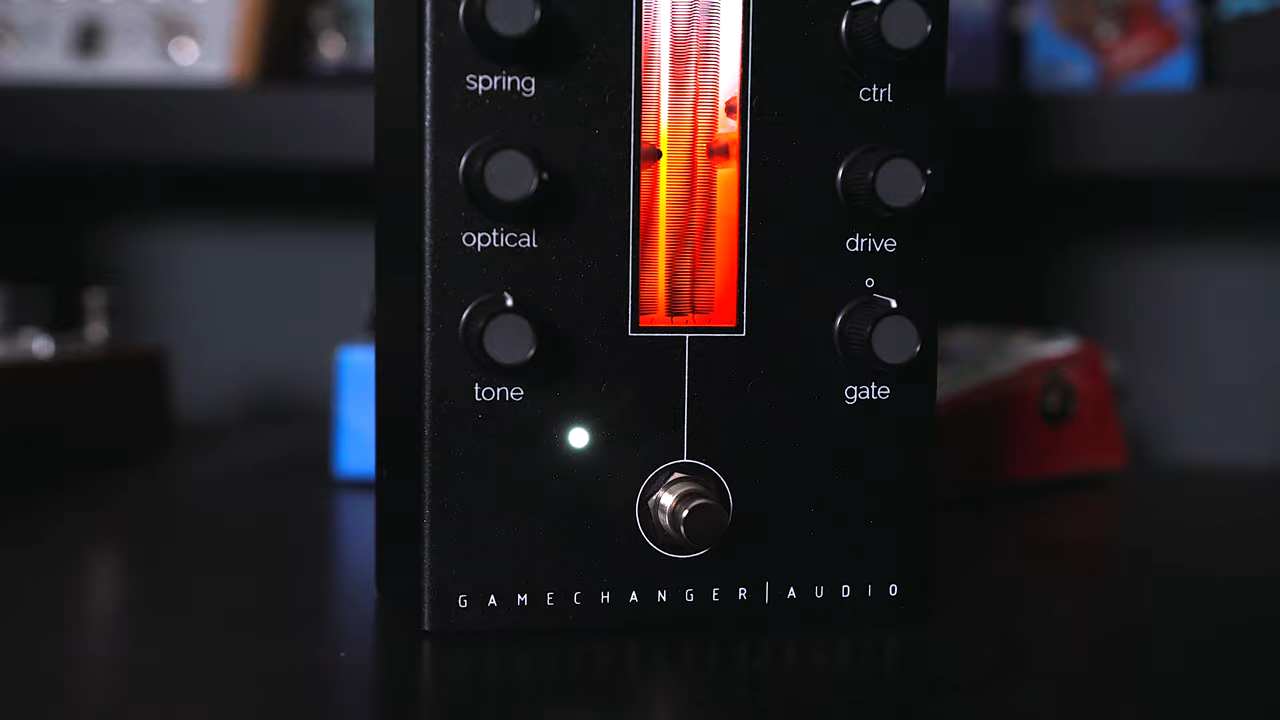 spring
ctrl
optical
drive
tone
gate
GAMECHANGER|AUDIO